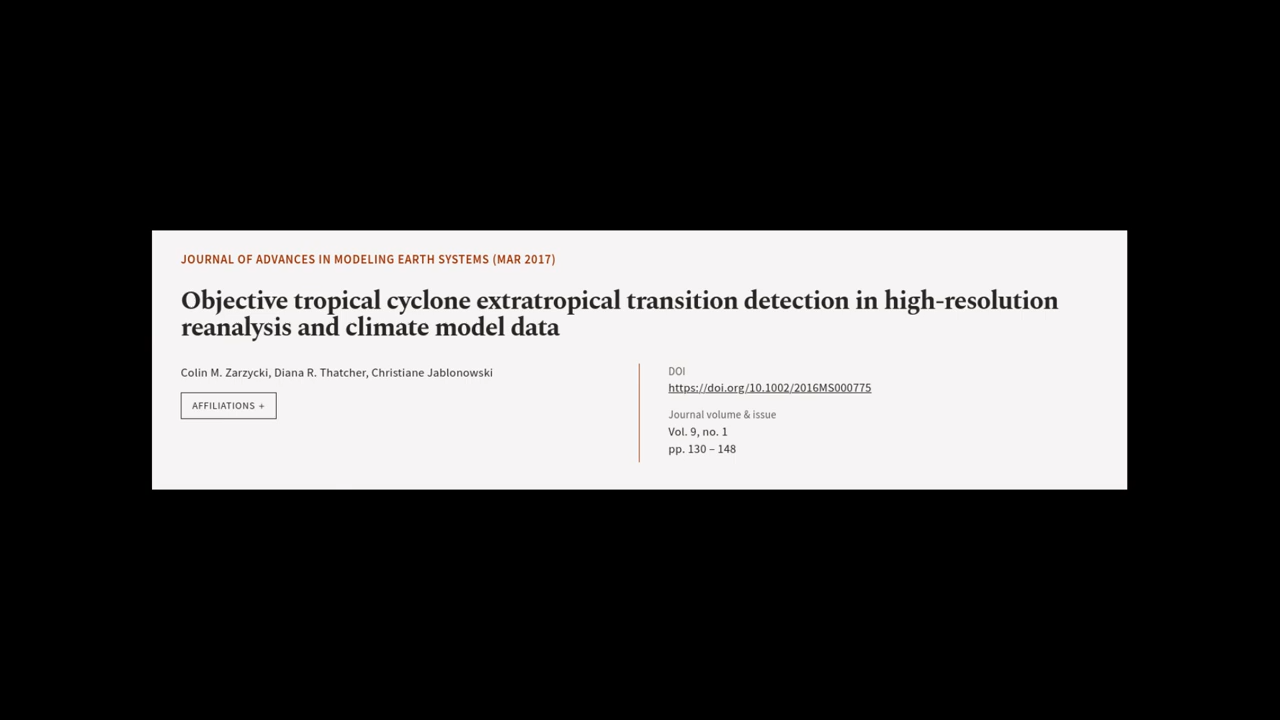 JOURNAL OF ADVANCES IN MODELING EARTH SYSTEMS (MAR 2017)
Objective tropical cyclone extratropical transition detection in high-resolution
reanalysis and climate model data
Colin M. Zarzycki, Diana R. Thatcher, Christiane Jablonowski
AFFILIATIONS +
DOI
https://doi.org/10.1002/2016MS000775
Journal volume & issue
Vol. 9, no. 1
pp. 130 – 148